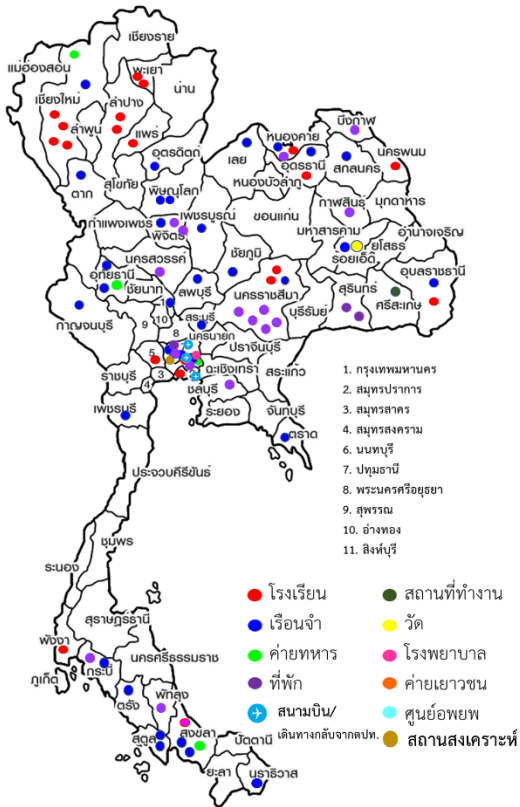 เชียงราย
แม่ฮ่องสอน
พะเยา
น่าน
เชียงใหม่
ลำปาง
ลำพูน
แพร่
อุตรดิตถ์
ตาก
สุโขทัย
พิษณุโลก
เลย
หนองคาย
บึงกาฬ
อุดรธานี
สกลนคร
นครพนม
หนองบัวลำภู
กำแพงเพชร
พิจิตร
เพชรบูรณ์
ขอนแก่น
กาฬสินธุ์
มุกดาหาร
มหาสารคาม
อำนาจเจริญ
ยโสธร
ร้อยเอ็ด
นครสวรรค์
ชัยภูมิ
อุบลราชธานี
อุทัยธานี
ชัยนาท
ลพบุรี
นครราชสีมา
บุรีรัมย์
สุรินทร์
ศรีสะเกษ
กาญจนบุรี
11
10
9
สระบุรี
8
นครนายก
ปราจีนบุรี
5
ราชบุรี
3
4
ฉะเชิงเทรา
สระแก้ว
ชลบุรี
เพชรบุรี
ระยอง
จันทบุรี
ตราด
ประจวบคีรีขันธ์
1. กรุงเทพมหานคร
2. สมุทรปราการ
3. สมุทรสาคร
4. สมุทรสงคราม
6. นนทบุรี
7. ปทุมธานี
8. พระนครศรีอยุธยา
9. สุพรรณ
10. อ่างทอง
11. สิงห์บุรี
ชุมพร
ระนอง
สุราษฎร์ธานี
พังงา
ภูเก็ต
กระบี่
นครศรีธรรมราช
ตรัง
พัทลุง
สตูล
สงขลา
ปัตตานี
ยะลา
นราธิวาส
โรงเรียน
เรือนจำ
ค่ายทหาร
ที่พัก
สนามบิน/
เดินทางกลับจากตปท.
สถานที่ทำงาน
วัด
โรงพยาบาล
ค่ายเยาวชน
ศูนย์อพยพ
สถานสงเคราะห์